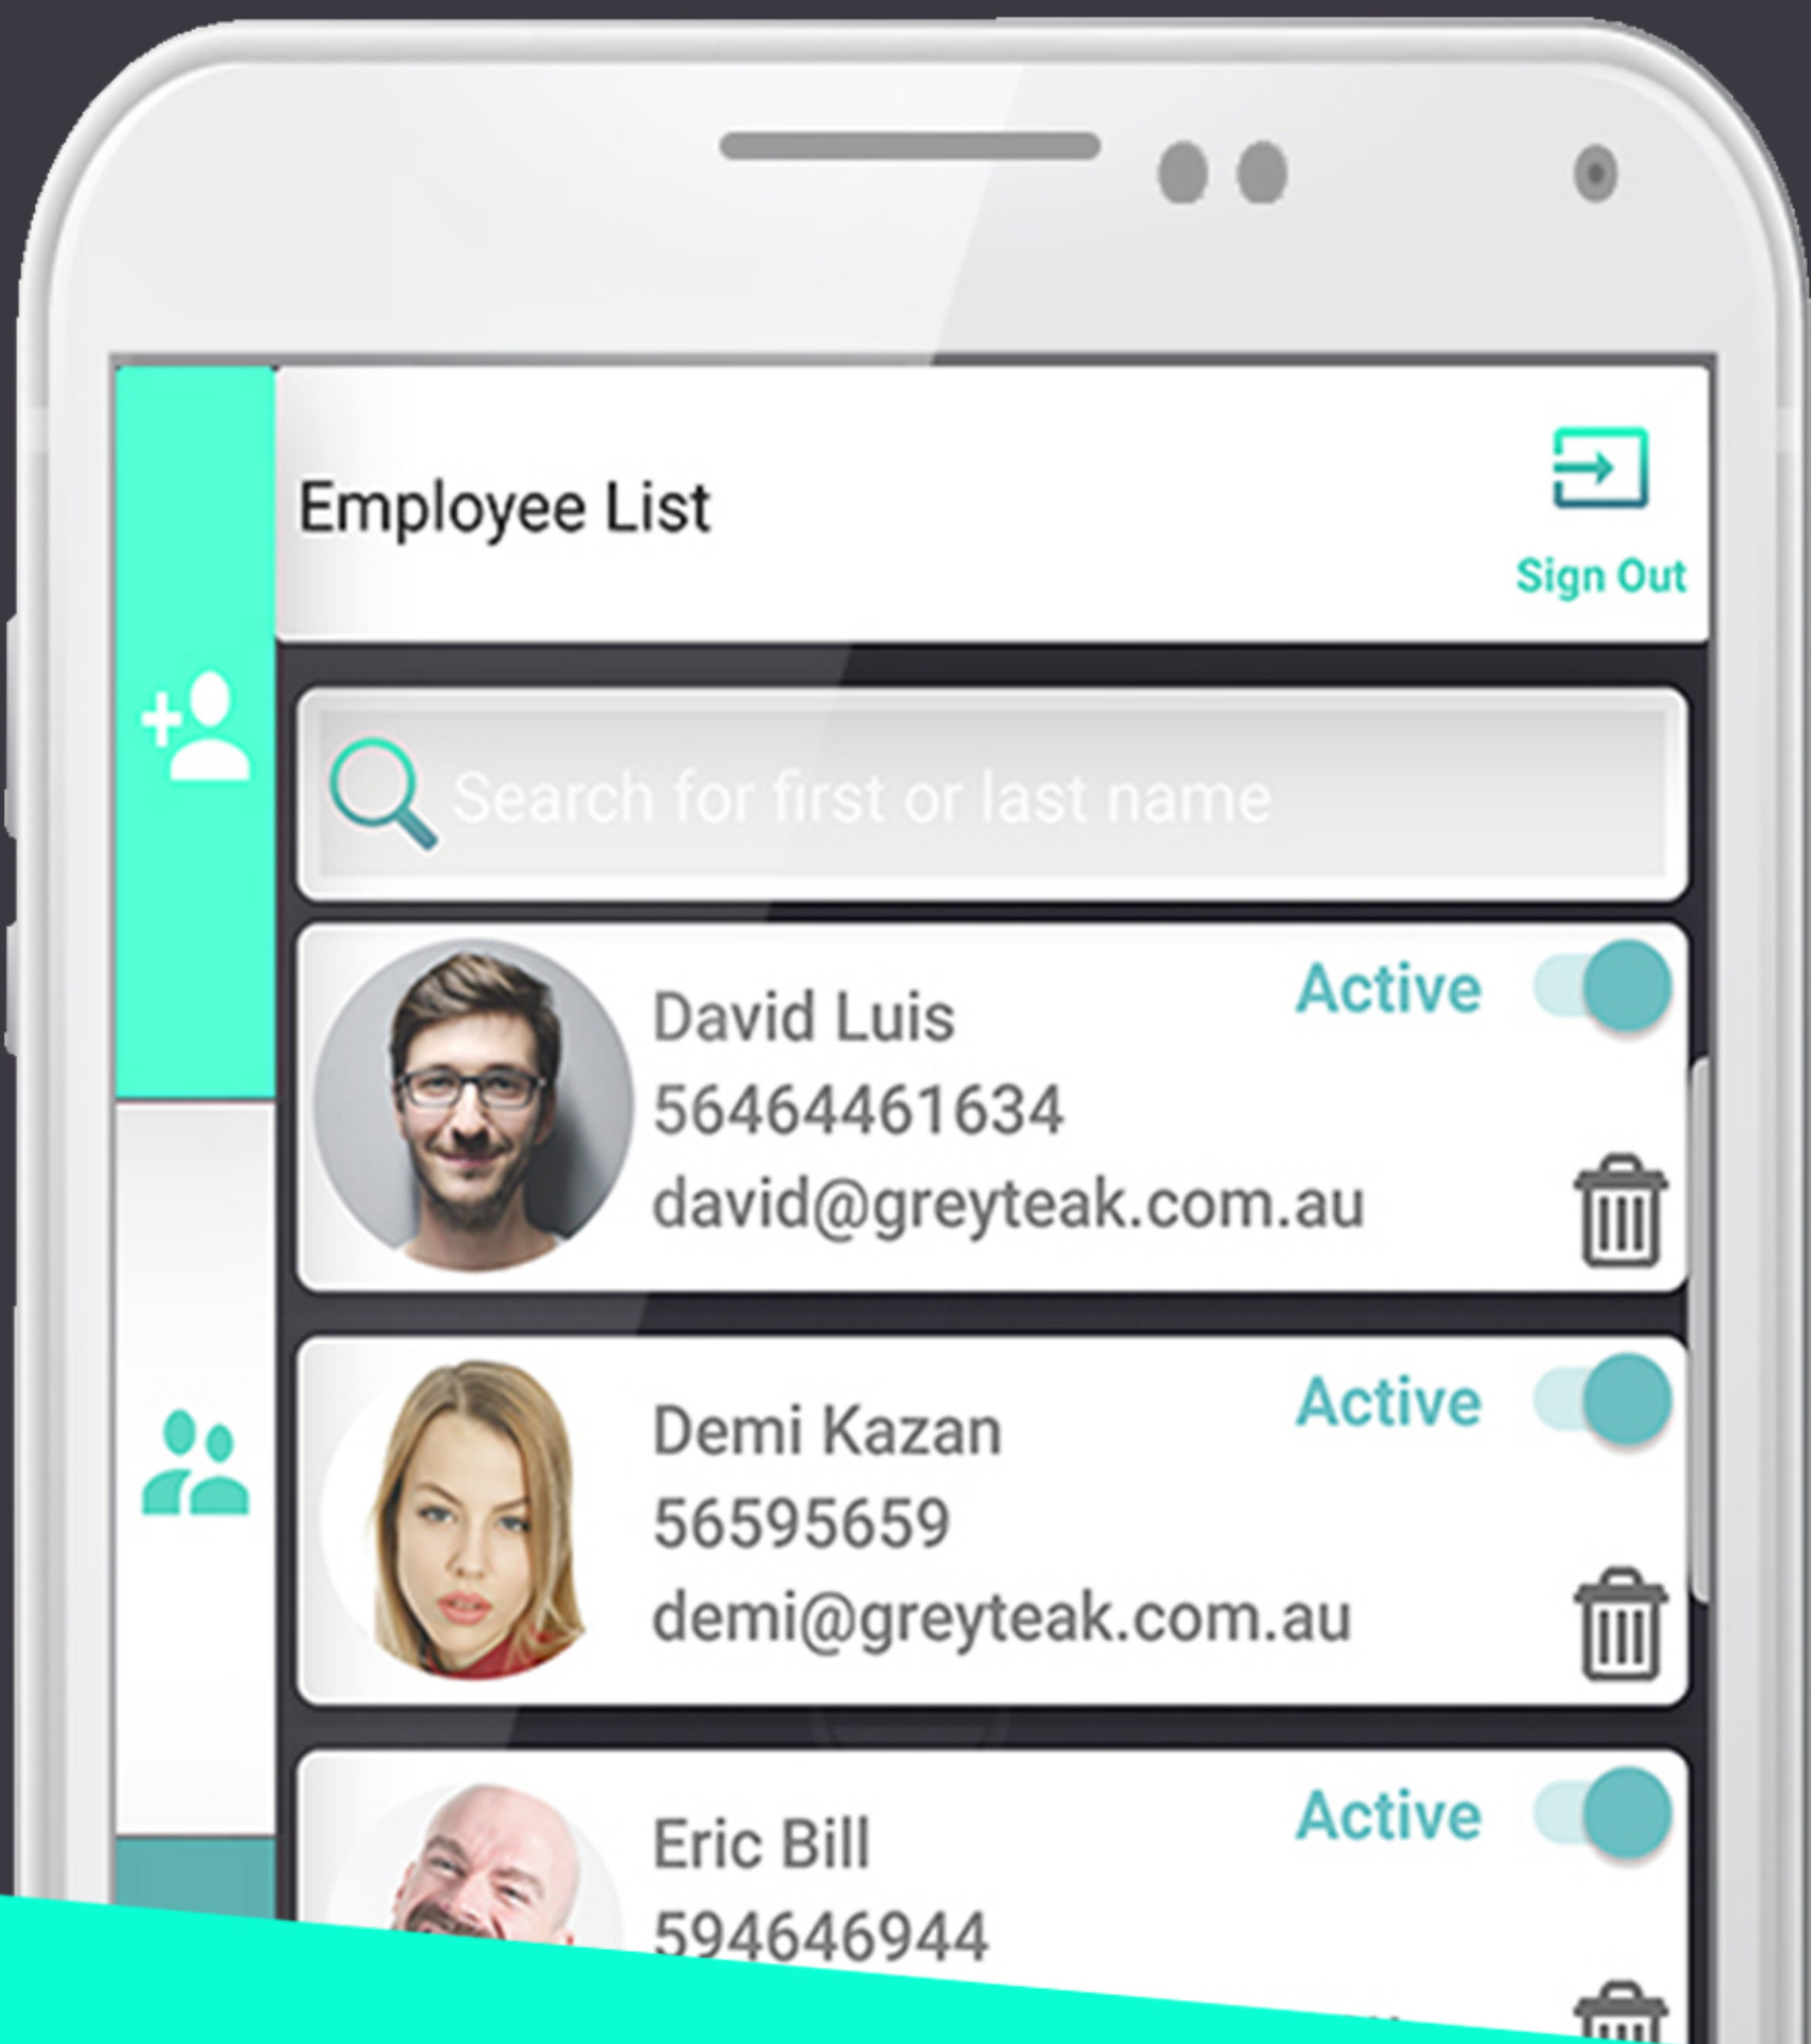 Employee List
Sign Out
Search for first or last name
David Luis
Active
56464461634
david@greyteak.com.au
Demi Kazan
Active
56595659
demi@greyteak.com.au
Eric Bill
Active
594646944